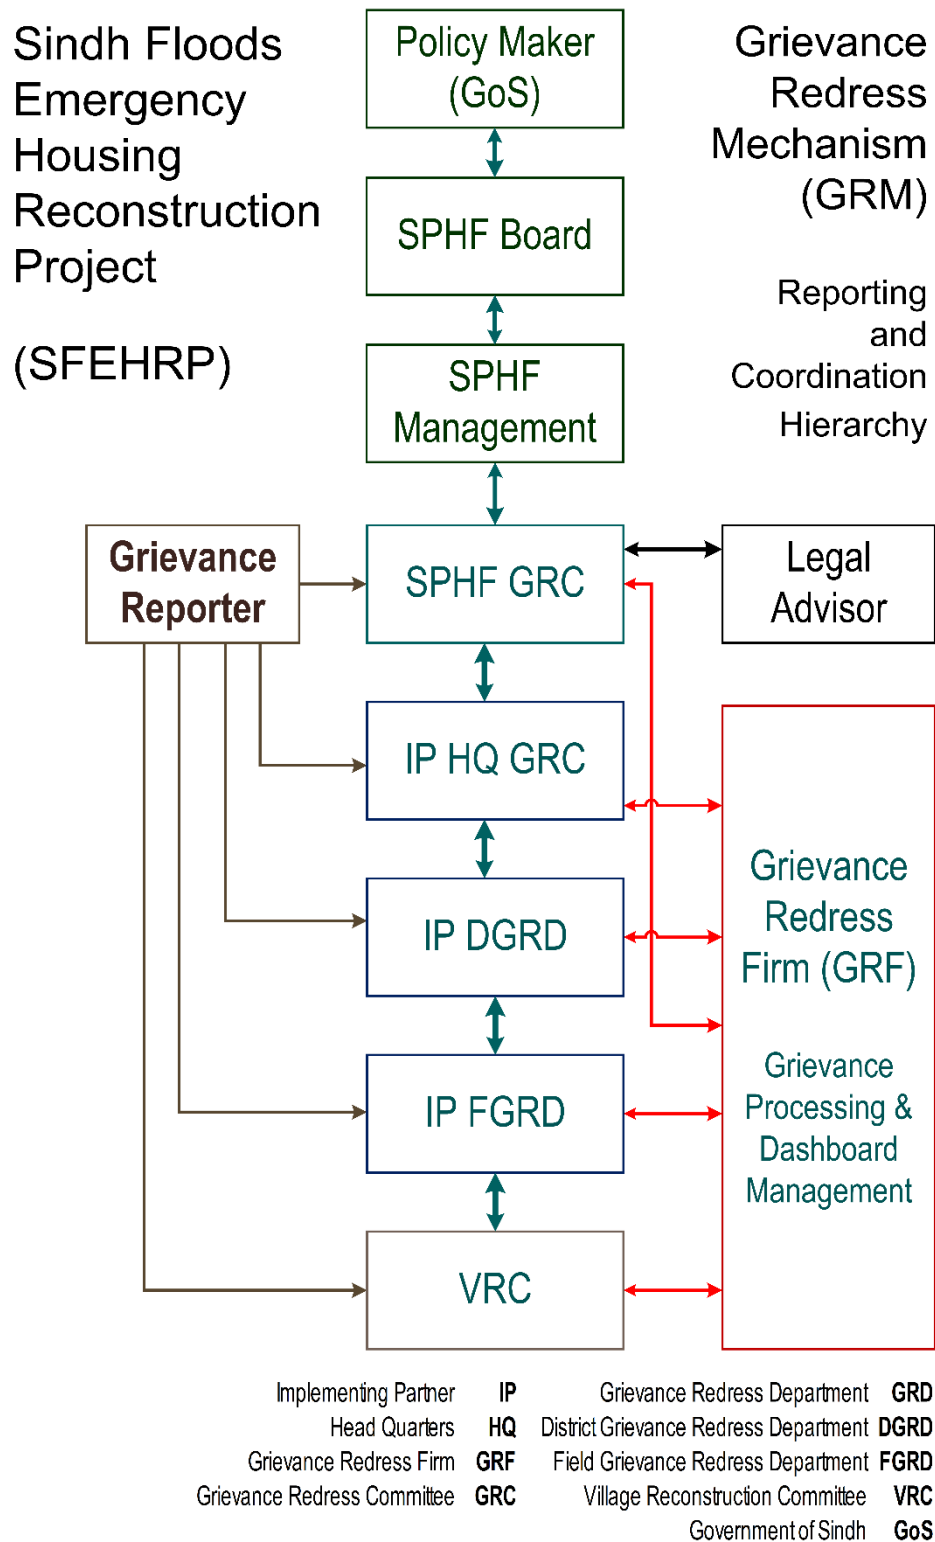 Sindh Floods
Emergency
Housing
Reconstruction
Project
(SFEHRP)
Policy Maker
(GoS)
Grievance
Redress
Mechanism
(GRM)
Reporting
and
Coordination
Hierarchy
SPHF Board
SPHF
Management
Grievance
Reporter
SPHF GRC
Legal
Advisor
IP HQ GRC
IP DGRD
IP FGRD
VRC
Grievance
Redress
Firm (GRF)
Grievance
Processing &
Dashboard
Management
Implementing Partner IP
Head Quarters HQ
Grievance Redress Firm GRF
Grievance Redress Committee GRC
Grievance Redress Department GRD
District Grievance Redress Department DGRD
Field Grievance Redress Department FGRD
Village Reconstruction Committee VRC
Government of Sindh GoS